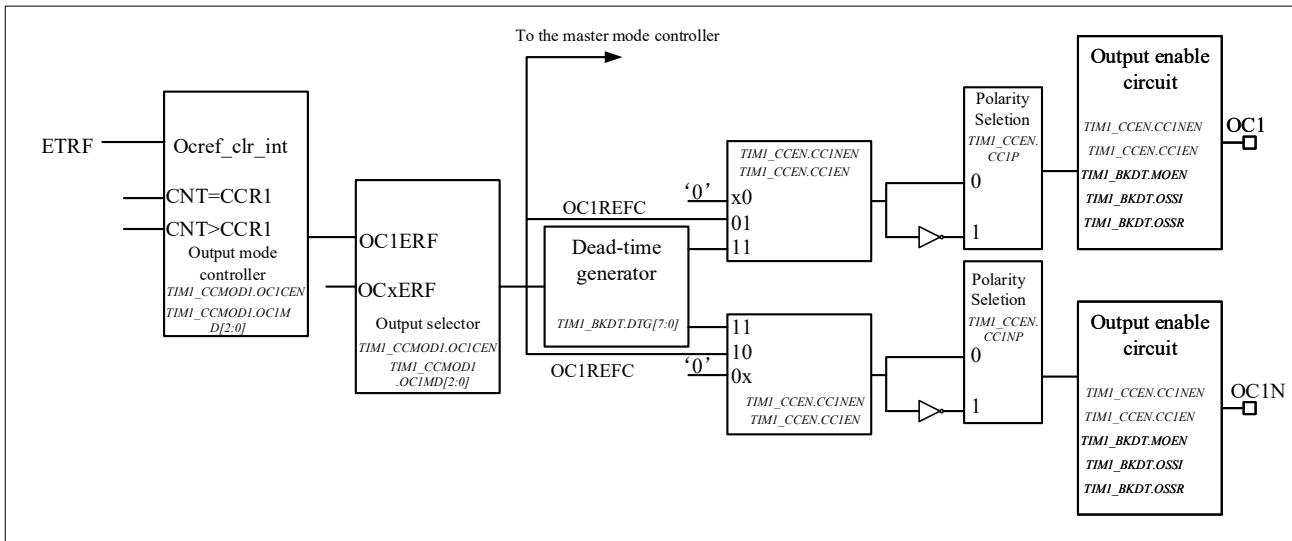 To the master mode controller
ETRF
Ocref_clr_int
CNT=CCR1
CNT>CCR1
Output mode
controller
TIM1_CCMOD1.OC1CEN
TIM1_CCMOD1.OC1M
D[2:0]
OC1ERF
OCxERF
Output selector
TIM1_CCMOD1.OC1CEN
TIM1_CCMOD1
.OC1MD[2:0]
OC1REFC
Dead-time
generator
TIM1_BKDT.DTG[7:0]
OC1REFC
TIM1_CCEN.CC1NEN
TIM1_CCEN.CC1EN
‘0’
x0
01
11
11
10
‘0’
0x
TIM1_CCEN.CC1NEN
TIM1_CCEN.CC1EN
Polarity
Seletion
TIM1_CCEN.
CC1P
0
1
Polarity
Seletion
TIM1_CCEN.
CC1NP
0
1
Output enable
circuit
TIM1_CCEN.CC1NEN
TIM1_CCEN.CC1EN
TIM1_BKDT.MOEN
TIM1_BKDT.OSSI
TIM1_BKDT.OSSR
OC1
Output enable
circuit
TIM1_CCEN.CC1NEN
TIM1_CCEN.CC1EN
TIM1_BKDT.MOEN
TIM1_BKDT.OSSI
TIM1_BKDT.OSSR
OC1N